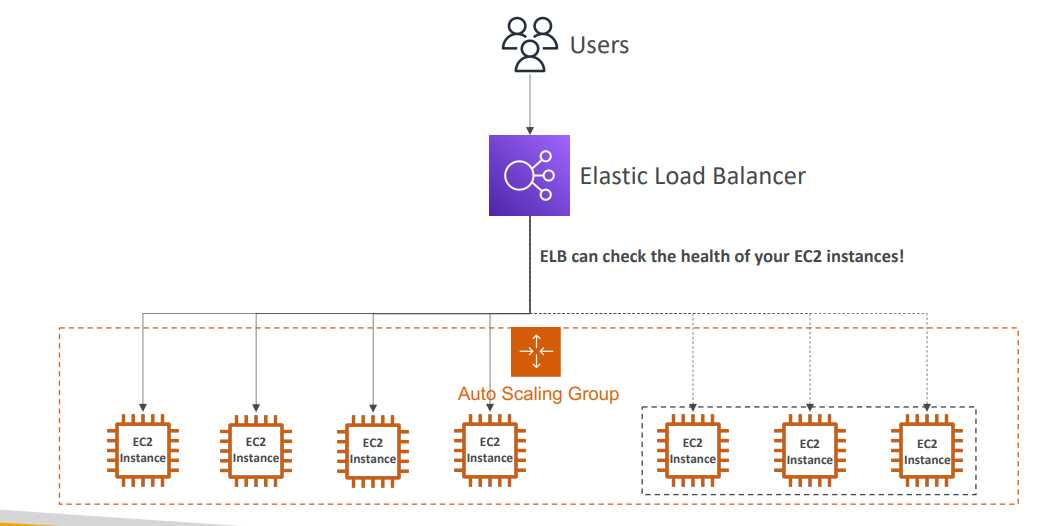 Users
Elastic Load Balancer
ELB can check the health of your EC2 instances!
Auto Scaling Group
EC2
Instance
EC2
Instance
EC2
Instance
EC2
Instance
EC2
Instance
EC2
Instance
EC2
Instance